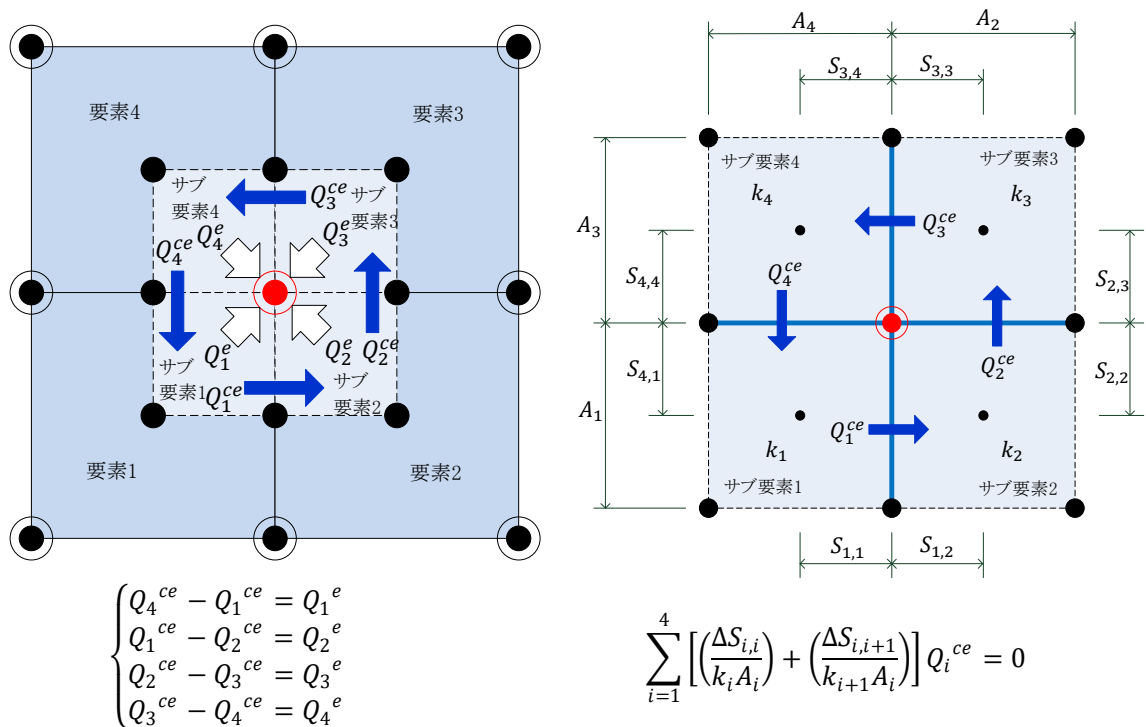 要素4
要素3
サブ
要素4
Q_3^{ce}
サブ
要素3
Q_4^{ce}
Q_4^e
Q_3^e
Q_1^e
Q_2^e
Q_2^{ce}
サブ
要素1
Q_1^{ce}
サブ
要素2
要素1
要素2
Q_4^{ce} − Q_1^{ce} = Q_1^e
Q_1^{ce} − Q_2^{ce} = Q_2^e
Q_2^{ce} − Q_3^{ce} = Q_3^e
Q_3^{ce} − Q_4^{ce} = Q_4^e
A_4
A_2
S_{3,4}
S_{3,3}
サブ要素4
サブ要素3
k_4
k_3
A_3
Q_3^{ce}
S_{4,4}
Q_4^{ce}
S_{2,3}
S_{4,1}
Q_2^{ce}
S_{2,2}
A_1
Q_1^{ce}
k_1
k_2
サブ要素1
サブ要素2
S_{1,1}
S_{1,2}
\sum_{i=1}^{4} [(\frac{ΔS_{i,i}}{k_i A_i}) + (\frac{ΔS_{i,i+1}}{k_{i+1} A_i})] Q_i^{ce} = 0